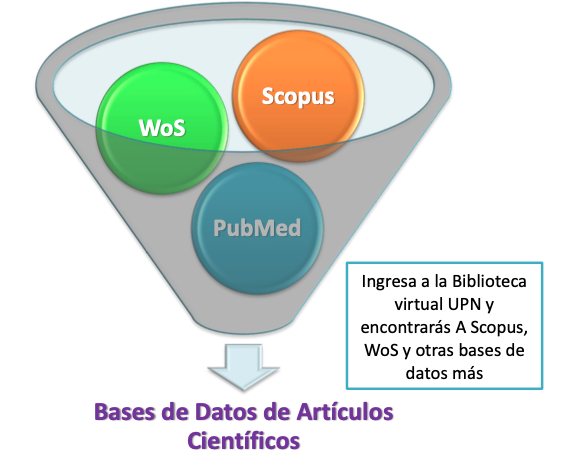 Scopus
WoS
PubMed
Ingresa a la Biblioteca
virtual UPN y
encontrarás A Scopus,
WoS y otras bases de
datos más
Bases de Datos de Artículos
Científicos